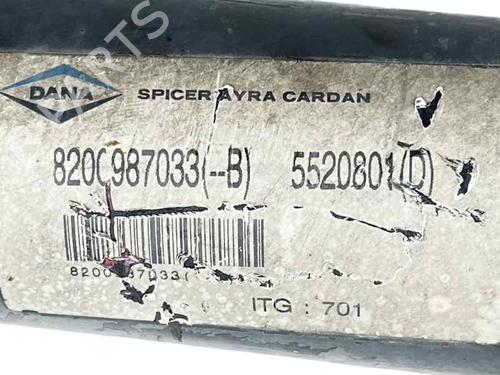 DANA
SPICER AYRA CARDAN
8200987033(--B) 5520801(D)
ITG : 701